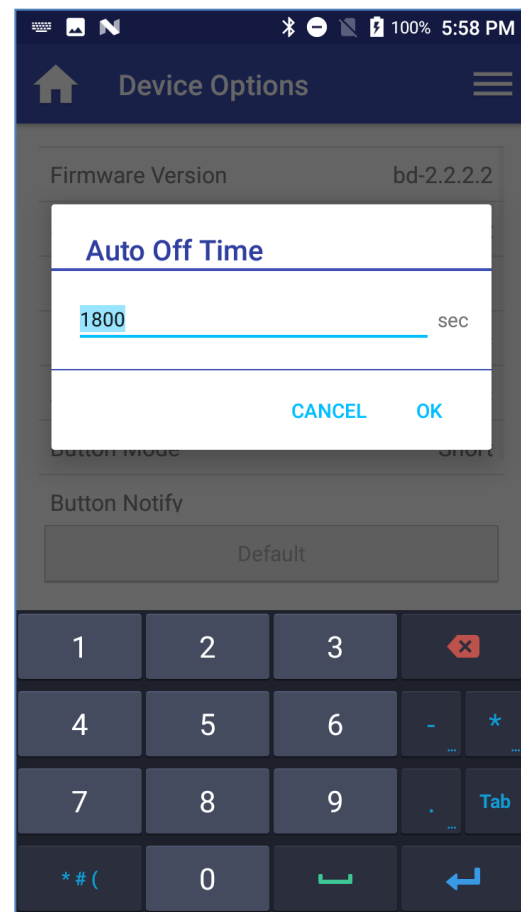 100% 5:58 PM
Device Options
Firmware Version bd-2.2.2.2
Auto Off Time
1800 sec
CANCEL OK
Button Mode Short
Button Notify
Default
1 2 3
4 5 6 - ... * ...
7 8 9 . ... Tab
* # ( 0